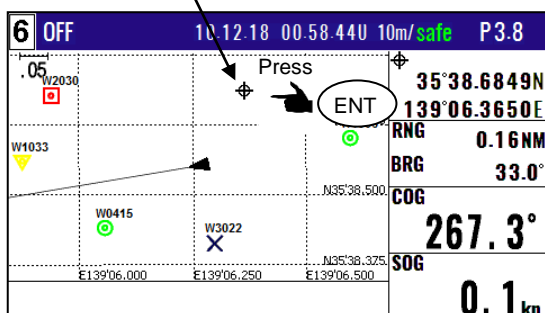 6 OFF 10.12.18 00:58.44U 10m/safe P3.8
.05
W2030
Press
ENT
35°38.6849N
139°06.3650E
RNG 0.16NM
BRG 33.0°
W1033
N35°38.500
COG
267.3°
W0415
W3022
N35°38.375
E139°06.000 E139°06.250 E139°06.500
SOG
0.1kn